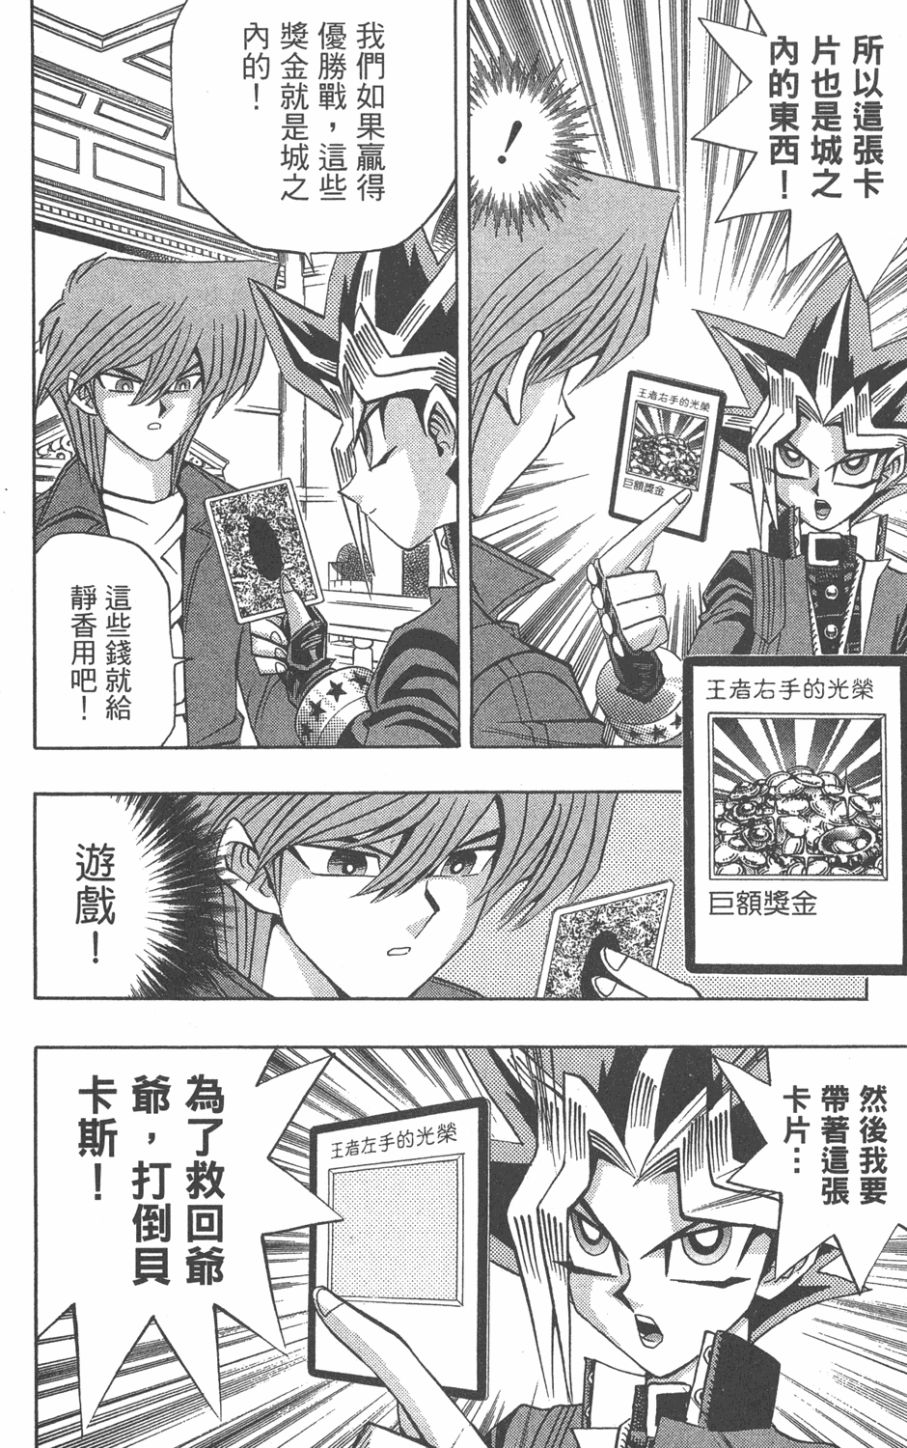 所以這張卡
片也是城之
內的東西！
！
王者右手的光榮
巨額獎金
我們如果贏得
優勝戰，這些
獎金就是城之
內的！
這些錢就給
靜香用吧！
王者右手的光榮
巨額獎金
遊戲！
然後我要
帶著這張
卡片…
王者左手的光榮
為了救回爺
爺，打倒貝
卡斯！